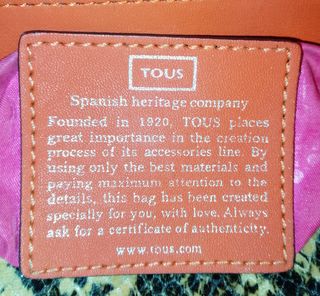 TOUS
Spanish heritage company
Founded in 1920, TOUS places
great importance in the creation
process of its accessories line. By
using only the best materials and
paying maximum attention to the
details, this bag has been created
specially for you, with love. Always
ask for a certificate of authenticity.
www.tous.com